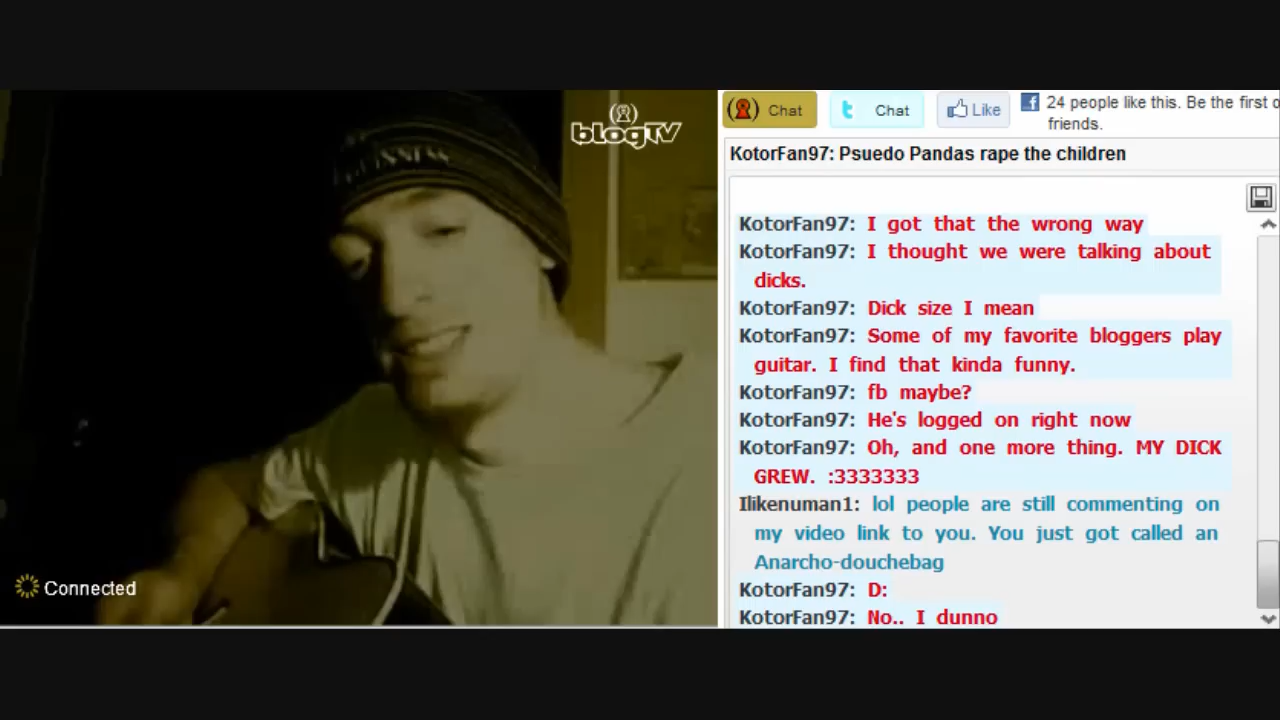 GUINNESS
blogTV
Connected
Chat
Chat
Like
24 people like this. Be the first o
friends.
KotorFan97: Psuedo Pandas rape the children
KotorFan97: I got that the wrong way
KotorFan97: I thought we were talking about
dicks.
KotorFan97: Dick size I mean
KotorFan97: Some of my favorite bloggers play
guitar. I find that kinda funny.
KotorFan97: fb maybe?
KotorFan97: He's logged on right now
KotorFan97: Oh, and one more thing. MY DICK
GREW. :3333333
Ilikenuman1: lol people are still commenting on
my video link to you. You just got called an
Anarcho-douchebag
KotorFan97: D:
KotorFan97: No.. I dunno